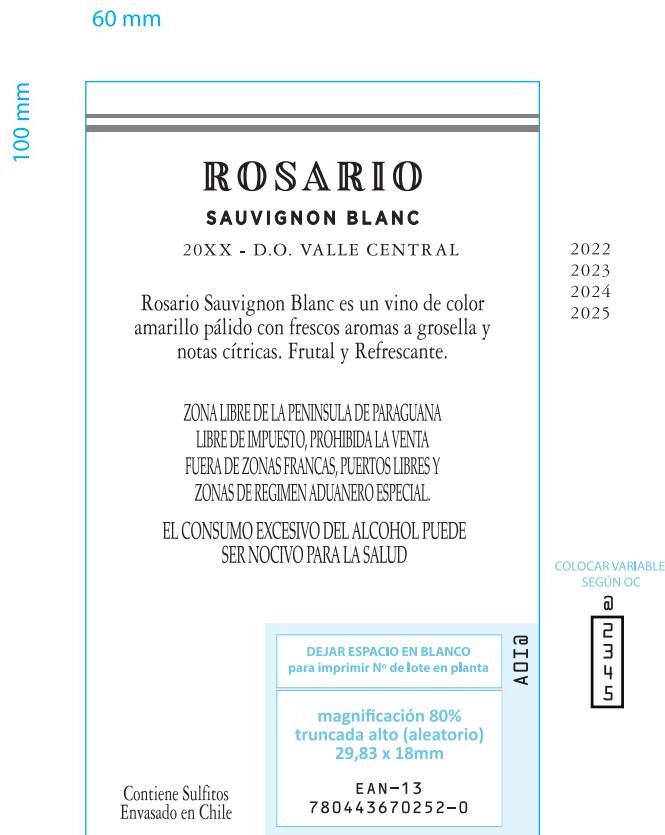 60 mm
100 mm
ROSARIO
SAUVIGNON BLANC
20XX - D.O. VALLE CENTRAL
2022
2023
2024
2025
Rosario Sauvignon Blanc es un vino de color
amarillo pálido con frescos aromas a grosella y
notas cítricas. Frutal y Refrescante.
ZONA LIBRE DE LA PENINSULA DE PARAGUANA
LIBRE DE IMPUESTO, PROHIBIDA LA VENTA
FUERA DE ZONAS FRANCAS, PUERTOS LIBRES Y
ZONAS DE REGIMEN ADUANERO ESPECIAL.
EL CONSUMO EXCESIVO DEL ALCOHOL PUEDE
SER NOCIVO PARA LA SALUD
COLOCAR VARIABLE
SEGÚN OC
@
2
3
4
5
DEJAR ESPACIO EN BLANCO
para imprimir Nº de lote en planta
AOI@
magnificación 80%
truncada alto (aleatorio)
29,83 x 18mm
EAN-13
780443670252-0
Contiene Sulfitos
Envasado en Chile